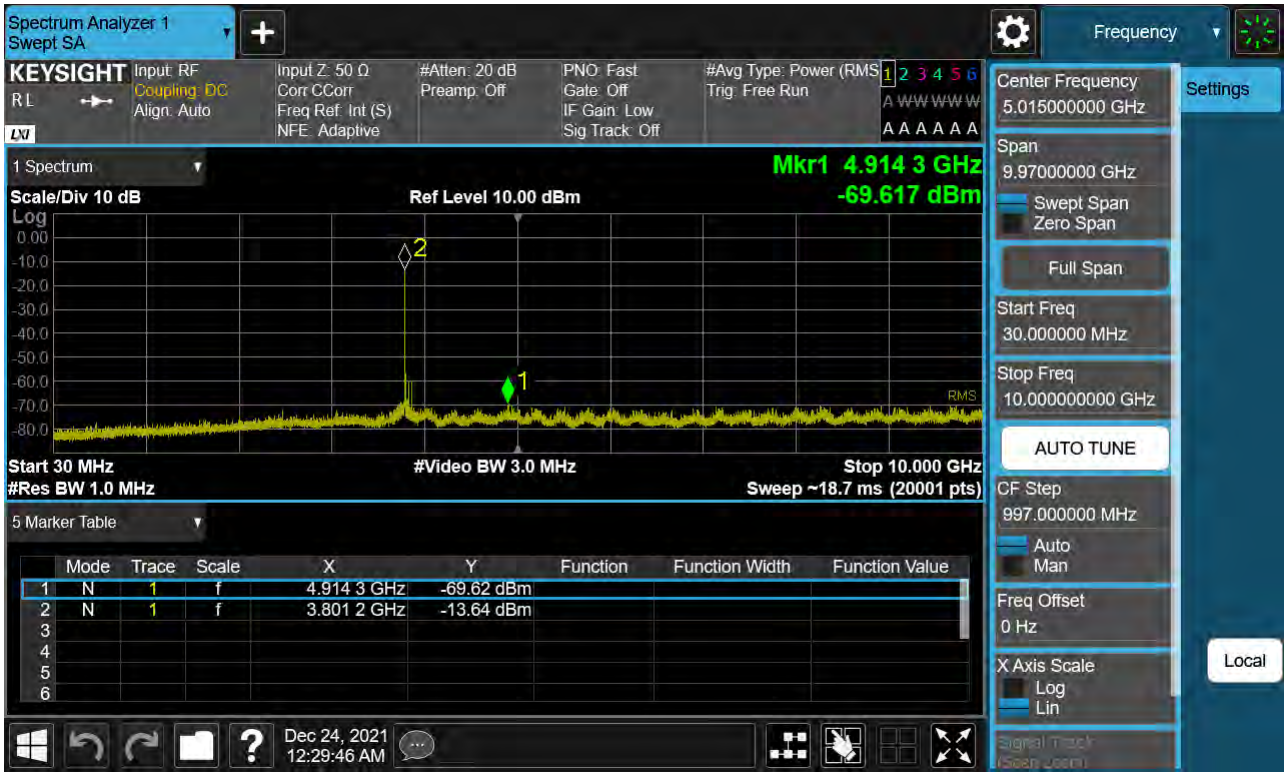 Spectrum Analyzer 1
Swept SA
Frequency
KEYSIGHT
RL
LXI
Input: RF
Coupling: DC
Align: Auto
Input Z: 50 Ω
Corr CCorr
Freq Ref: Int (S)
NFE: Adaptive
#Atten: 20 dB
Preamp: Off
PNO: Fast
Gate: Off
IF Gain: Low
Sig Track: Off
#Avg Type: Power (RMS
Trig: Free Run
1 2 3 4 5 6
A W W W W W
A A A A A A
1 Spectrum
Scale/Div 10 dB
Ref Level 10.00 dBm
Mkr1 4.914 3 GHz
-69.617 dBm
Log
0.00
-10.0
-20.0
-30.0
-40.0
-50.0
-60.0
-70.0
-80.0
2
1
RMS
Start 30 MHz
#Video BW 3.0 MHz
Stop 10.000 GHz
#Res BW 1.0 MHz
Sweep ~18.7 ms (20001 pts)
5 Marker Table
Mode Trace Scale X Y Function Function Width Function Value
1 N 1 f 4.914 3 GHz -69.62 dBm
2 N 1 f 3.801 2 GHz -13.64 dBm
3
4
5
6
Dec 24, 2021
12:29:46 AM
Center Frequency
5.015000000 GHz
Span
9.97000000 GHz
Swept Span
Zero Span
Full Span
Start Freq
30.000000 MHz
Stop Freq
10.000000000 GHz
AUTO TUNE
CF Step
997.000000 MHz
Auto
Man
Freq Offset
0 Hz
X Axis Scale
Log
Lin
Signal Track
(Span Zoom)
Settings
Local